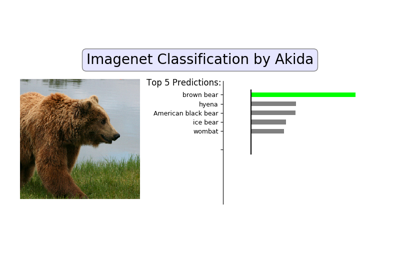 Imagenet Classification by Akida
Top 5 Predictions:
brown bear
hyena
American black bear
ice bear
wombat